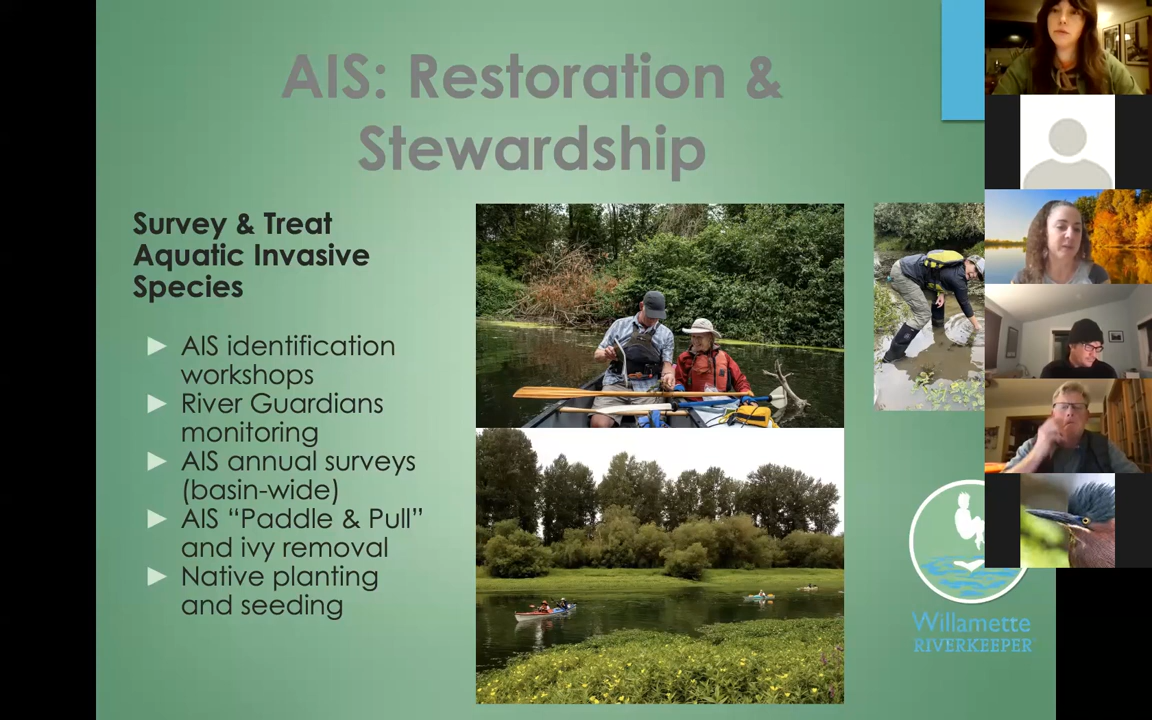 AIS: Restoration &
Stewardship
Survey & Treat
Aquatic Invasive
Species
AIS identification
workshops
River Guardians
monitoring
AIS annual surveys
(basin-wide)
AIS “Paddle & Pull”
and ivy removal
Native planting
and seeding
Willamette
RIVERKEEPER